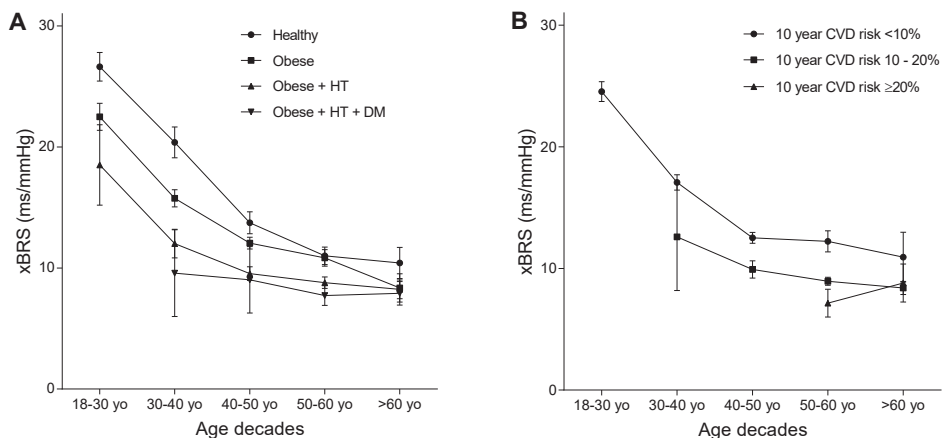 A
30
20
10
0
xBRS (ms/mmHg)
Healthy
Obese
Obese + HT
Obese + HT + DM
18-30 yo 30-40 yo 40-50 yo 50-60 yo >60 yo
Age decades
B
30
20
10
0
xBRS (ms/mmHg)
10 year CVD risk <10%
10 year CVD risk 10 - 20%
10 year CVD risk ≥20%
18-30 yo 30-40 yo 40-50 yo 50-60 yo >60 yo
Age decades